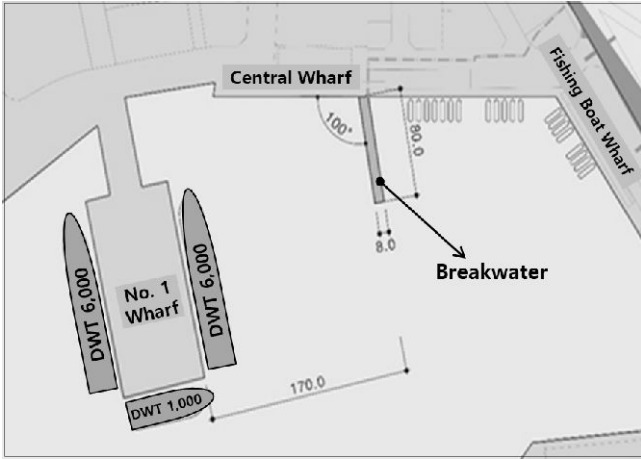 Central Wharf
Fishing Boat Wharf
100°
80.0
8.0
Breakwater
No. 1
Wharf
DWT 6,000
DWT 6,000
170.0
DWT 1,000